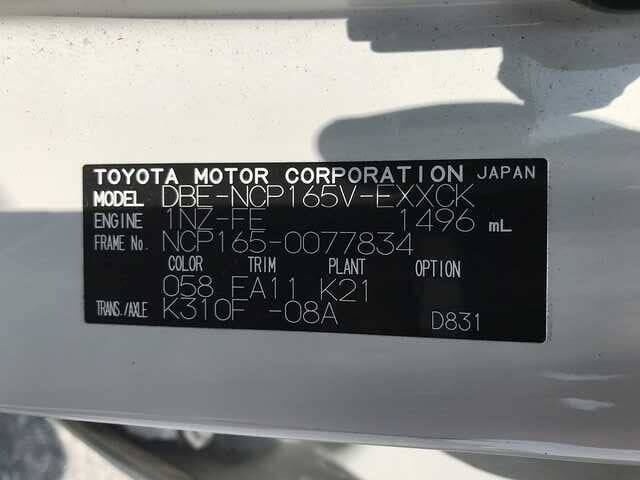 TOYOTA MOTOR CORPORATION JAPAN
MODEL DBE-NCP165V-EXXCK
ENGINE 1NZ-FE 1496 mL
FRAME No. NCP165-0077834
COLOR TRIM PLANT OPTION
058 FA11 K21
TRANS./AXLE K310F -08A D831